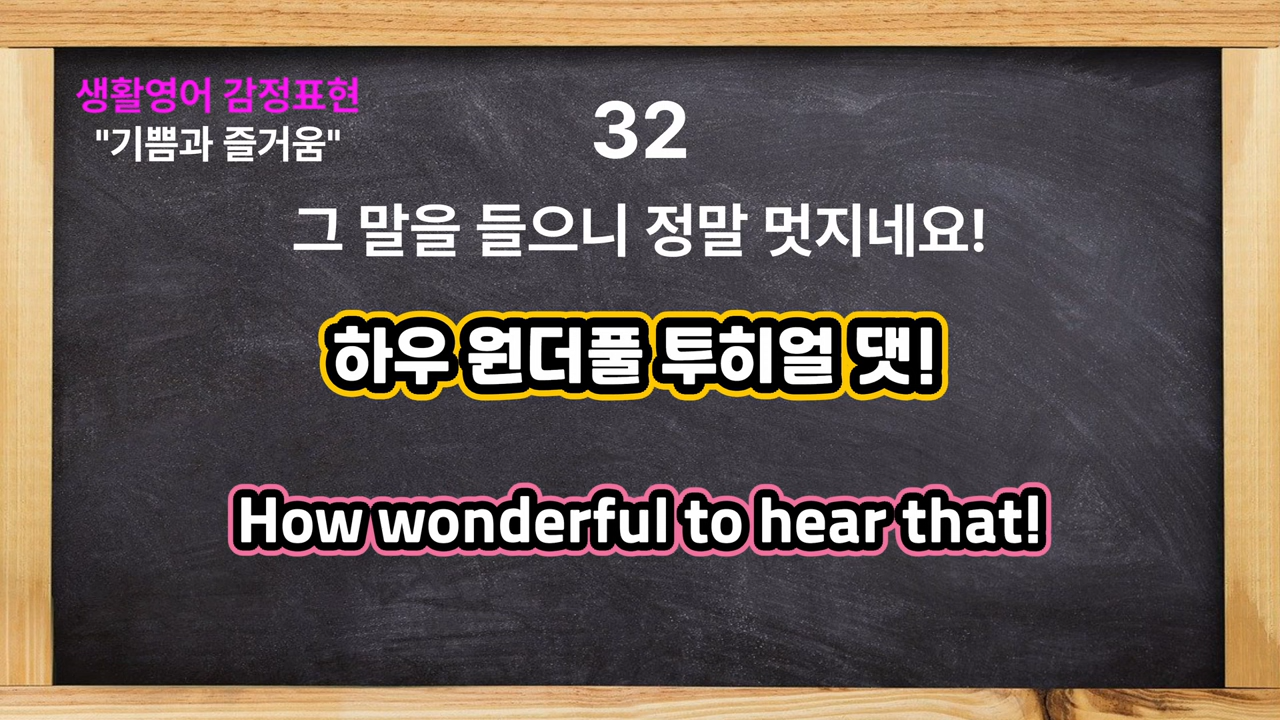 생활영어 감정표현
"기쁨과 즐거움"
32
그 말을 들으니 정말 멋지네요!
하우 원더풀 투히얼 댓!
How wonderful to hear that!